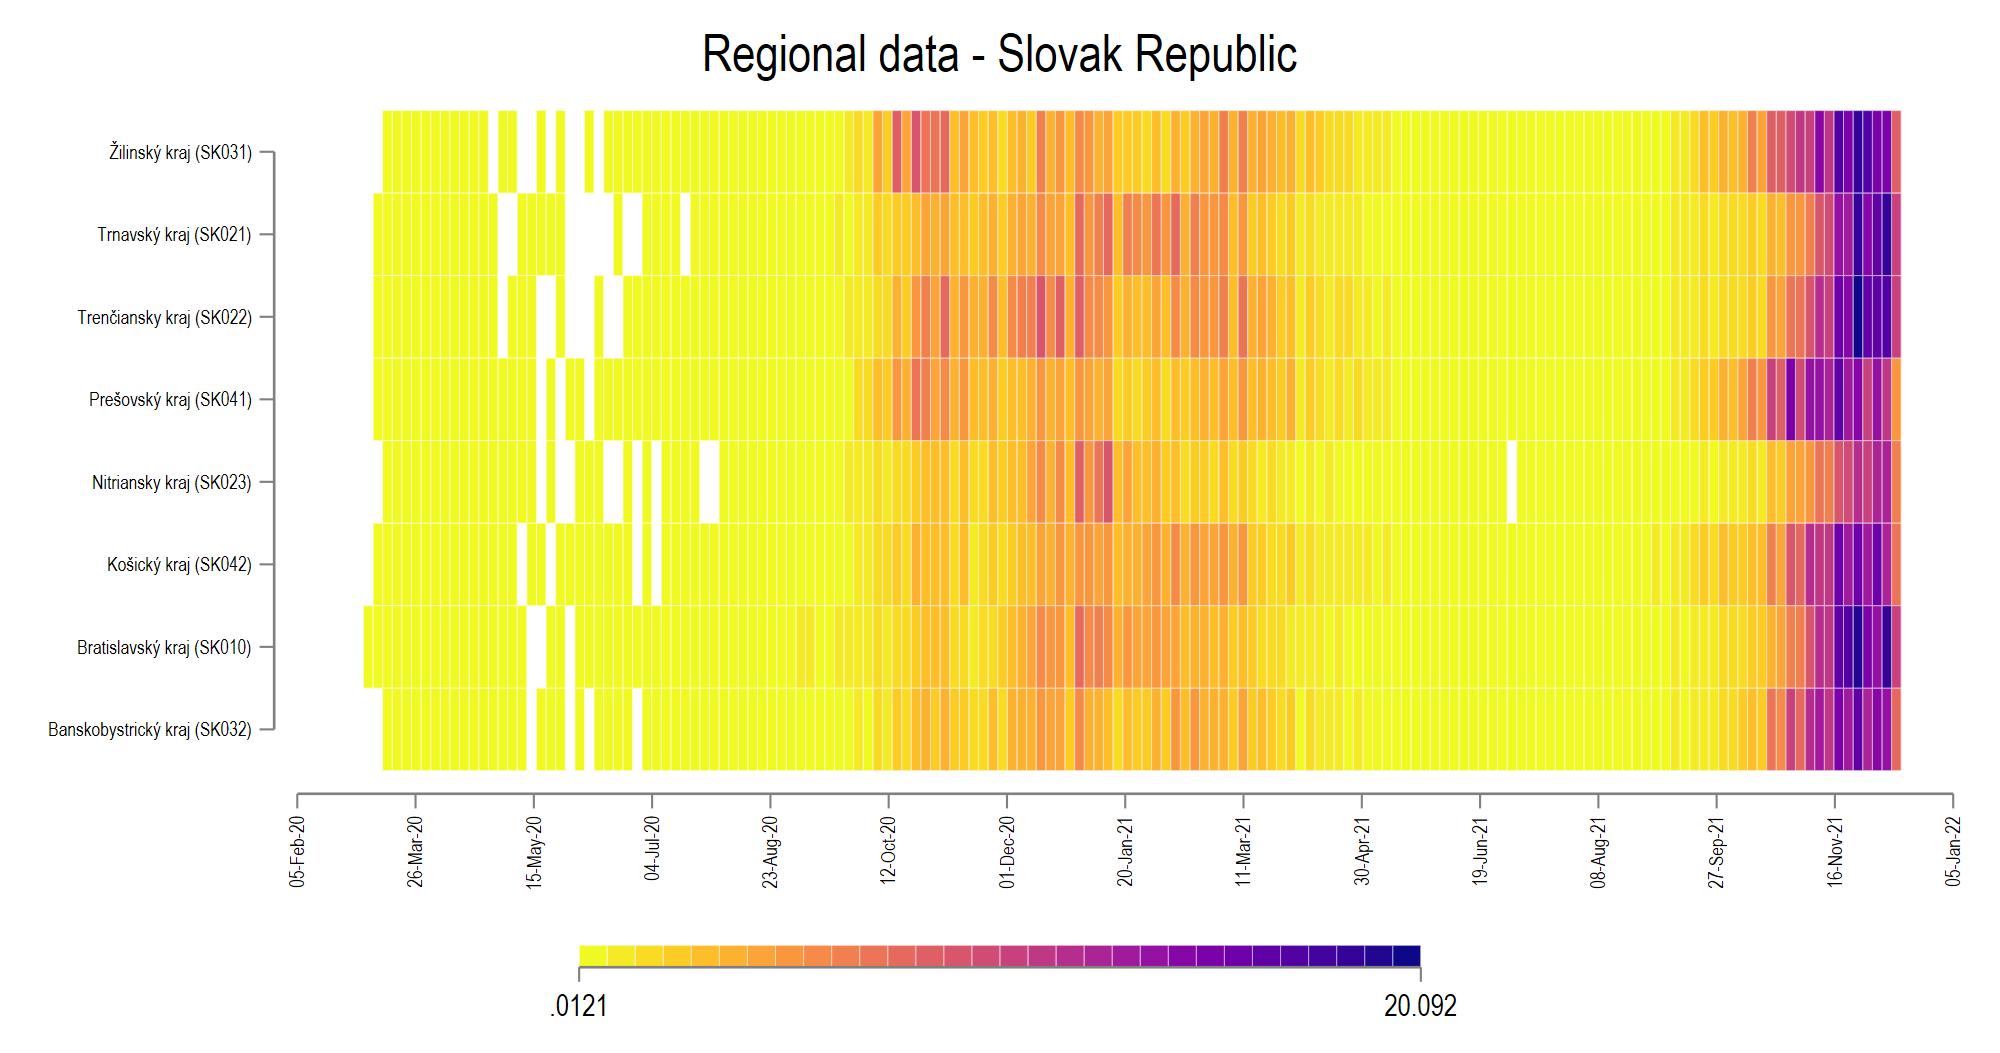 Regional data - Slovak Republic
Žilinský kraj (SK031)
Trnavský kraj (SK021)
Trenčiansky kraj (SK022)
Prešovský kraj (SK041)
Nitriansky kraj (SK023)
Košický kraj (SK042)
Bratislavský kraj (SK010)
Banskobystrický kraj (SK032)
05-Feb-20
26-Mar-20
15-May-20
04-Jul-20
23-Aug-20
12-Oct-20
01-Dec-20
20-Jan-21
11-Mar-21
30-Apr-21
19-Jun-21
08-Aug-21
27-Sep-21
16-Nov-21
05-Jan-22
.0121
20.092